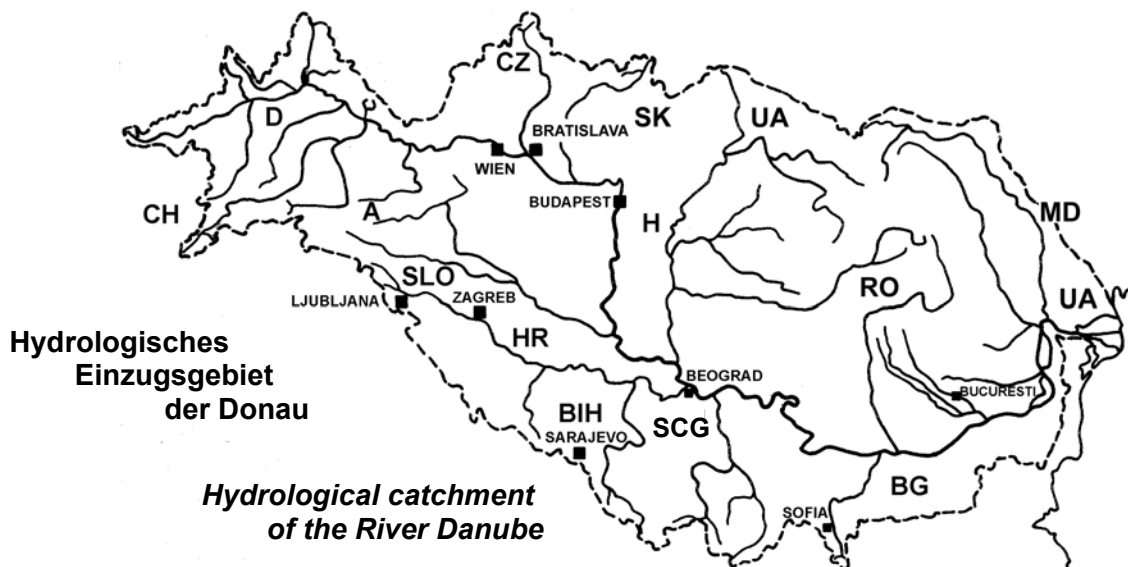 CZ
D
SK
UA
BRATISLAVA
WIEN
BUDAPEST
CH
A
H
MD
SLO
RO
UA
LJUBLJANA
ZAGREB
HR
Hydrologisches
Einzugsgebiet
der Donau
BEOGRAD
BUCURESTI
BIH
SCG
SARAJEVO
BG
Hydrological catchment
of the River Danube
SOFIA